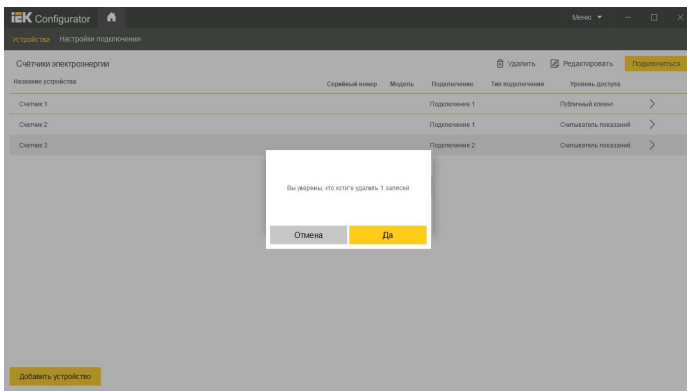 IEK Configurator Меню
Устройства Настройки подключения
Счётчики электроэнергии Удалить Редактировать Подключиться
Название устройства Серийный номер Модель Подключение Тип подключения Уровень доступа
Счетчик 1 Подключение 1 Публичный клиент
Счетчик 2 Подключение 1 Считыватель показаний
Счетчик 3 Подключение 2 Считыватель показаний
Вы уверены, что хотите удалить 1 записей
Отмена Да
Добавить устройство